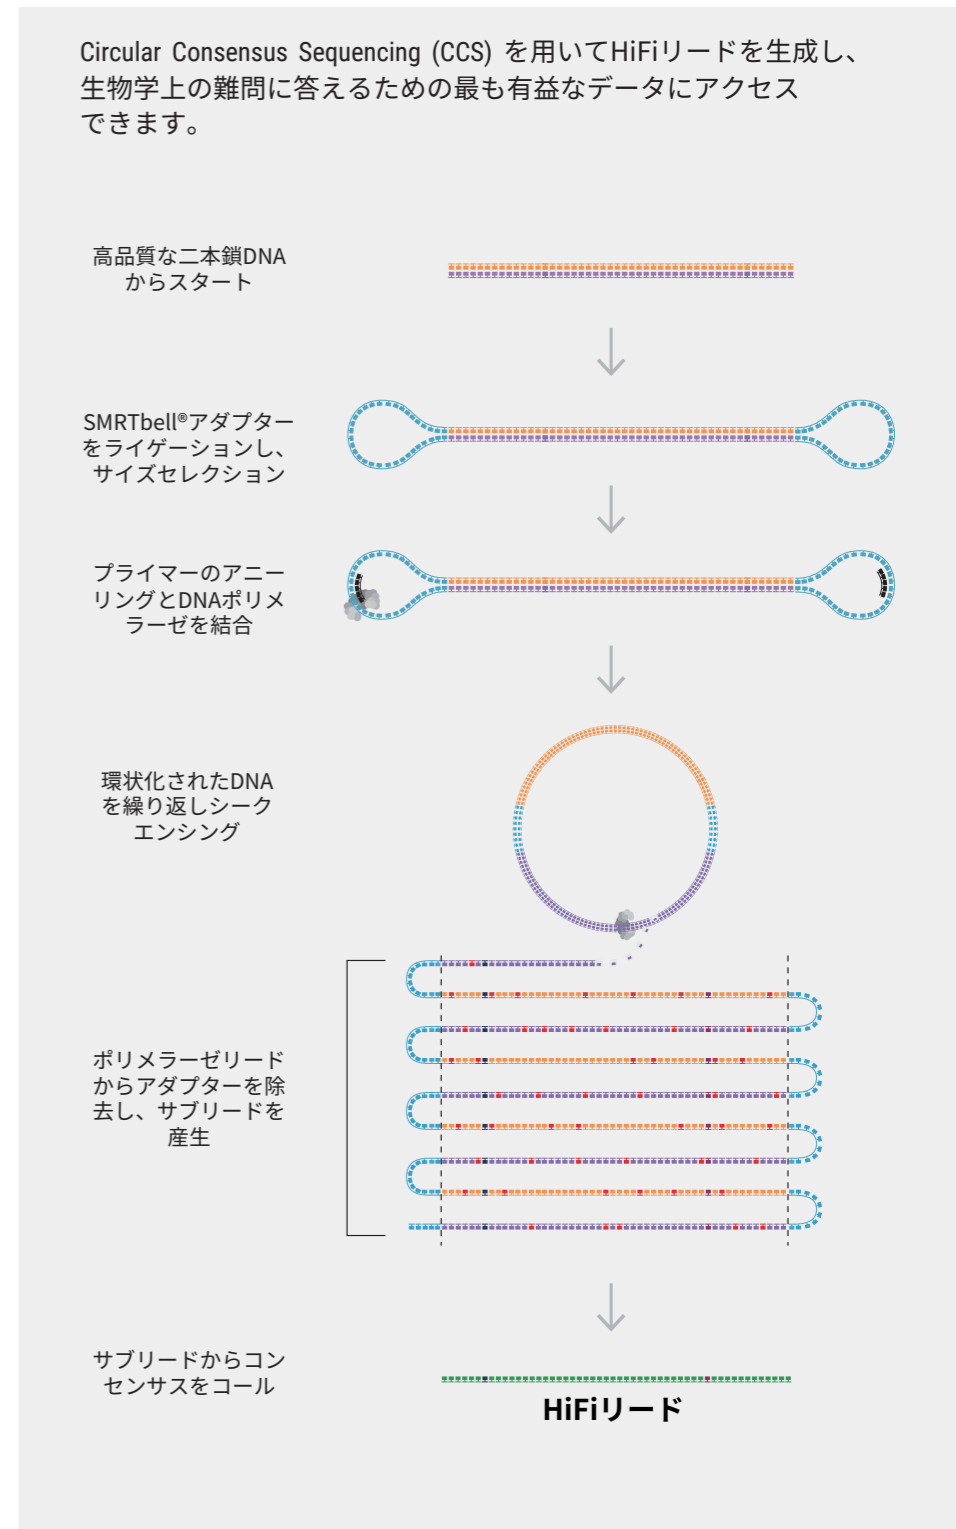 Circular Consensus Sequencing (CCS) を用いてHiFiリードを生成し、
生物学上の難問に答えるための最も有益なデータにアクセス
できます。
高品質な二本鎖DNA
からスタート
SMRTbell®アダプター
をライゲーションし、
サイズセレクション
プライマーのアニー
リングとDNAポリメ
ラーゼを結合
環状化されたDNA
を繰り返しシーク
エンシング
ポリメラーゼリード
からアダプターを除
去し、サブリードを
産生
サブリードからコン
センサスをコール
HiFiリード